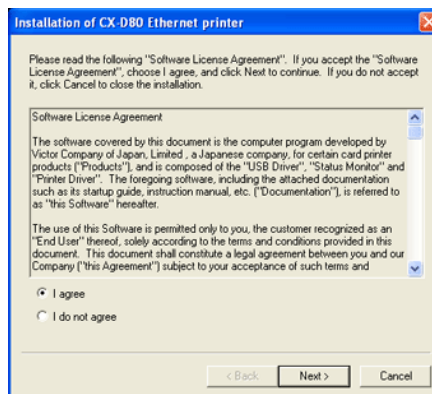 Installation of CX-D80 Ethernet printer
Please read the following "Software License Agreement". If you accept the "Software
License Agreement", choose I agree, and click Next to continue. If you do not accept
it, click Cancel to close the installation.
Software License Agreement
The software covered by this document is the computer program developed by
Victor Company of Japan, Limited , a Japanese company, for certain card printer
products ("Products"), and is composed of the "USB Driver", "Status Monitor" and
"Printer Driver". The foregoing software, including the attached documentation
such as its startup guide, instruction manual, etc. ("Documentation"), is referred to
as "this Software" hereafter.
The use of this Software is permitted only to you, the customer recognized as an
"End User" thereof, solely according to the terms and conditions provided in this
document. This document shall constitute a legal agreement between you and our
Company ("this Agreement") subject to your acceptance of such terms and
I agree
I do not agree
< Back
Next >
Cancel